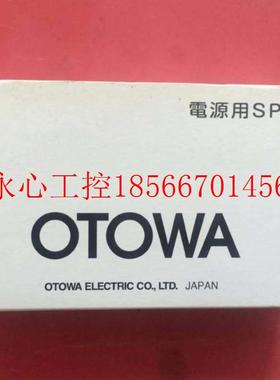 電源用SP
永心工控18566701456
OTOWA
OTOWA ELECTRIC CO., LTD. JAPAN